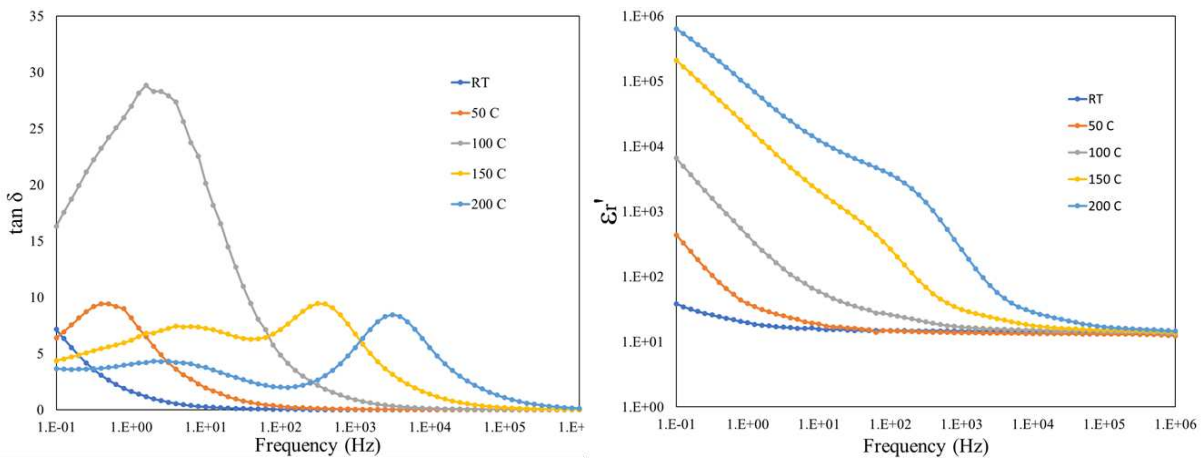 35
30
25
20
15
10
5
0
tan δ
RT
50 C
100 C
150 C
200 C
1.E-01 1.E+00 1.E+01 1.E+02 1.E+03 1.E+04 1.E+05 1.E+
Frequency (Hz)
1.E+06
1.E+05
1.E+04
1.E+03
1.E+02
1.E+01
1.E+00
εr'
RT
50 C
100 C
150 C
200 C
1.E-01 1.E+00 1.E+01 1.E+02 1.E+03 1.E+04 1.E+05 1.E+06
Frequency (Hz)